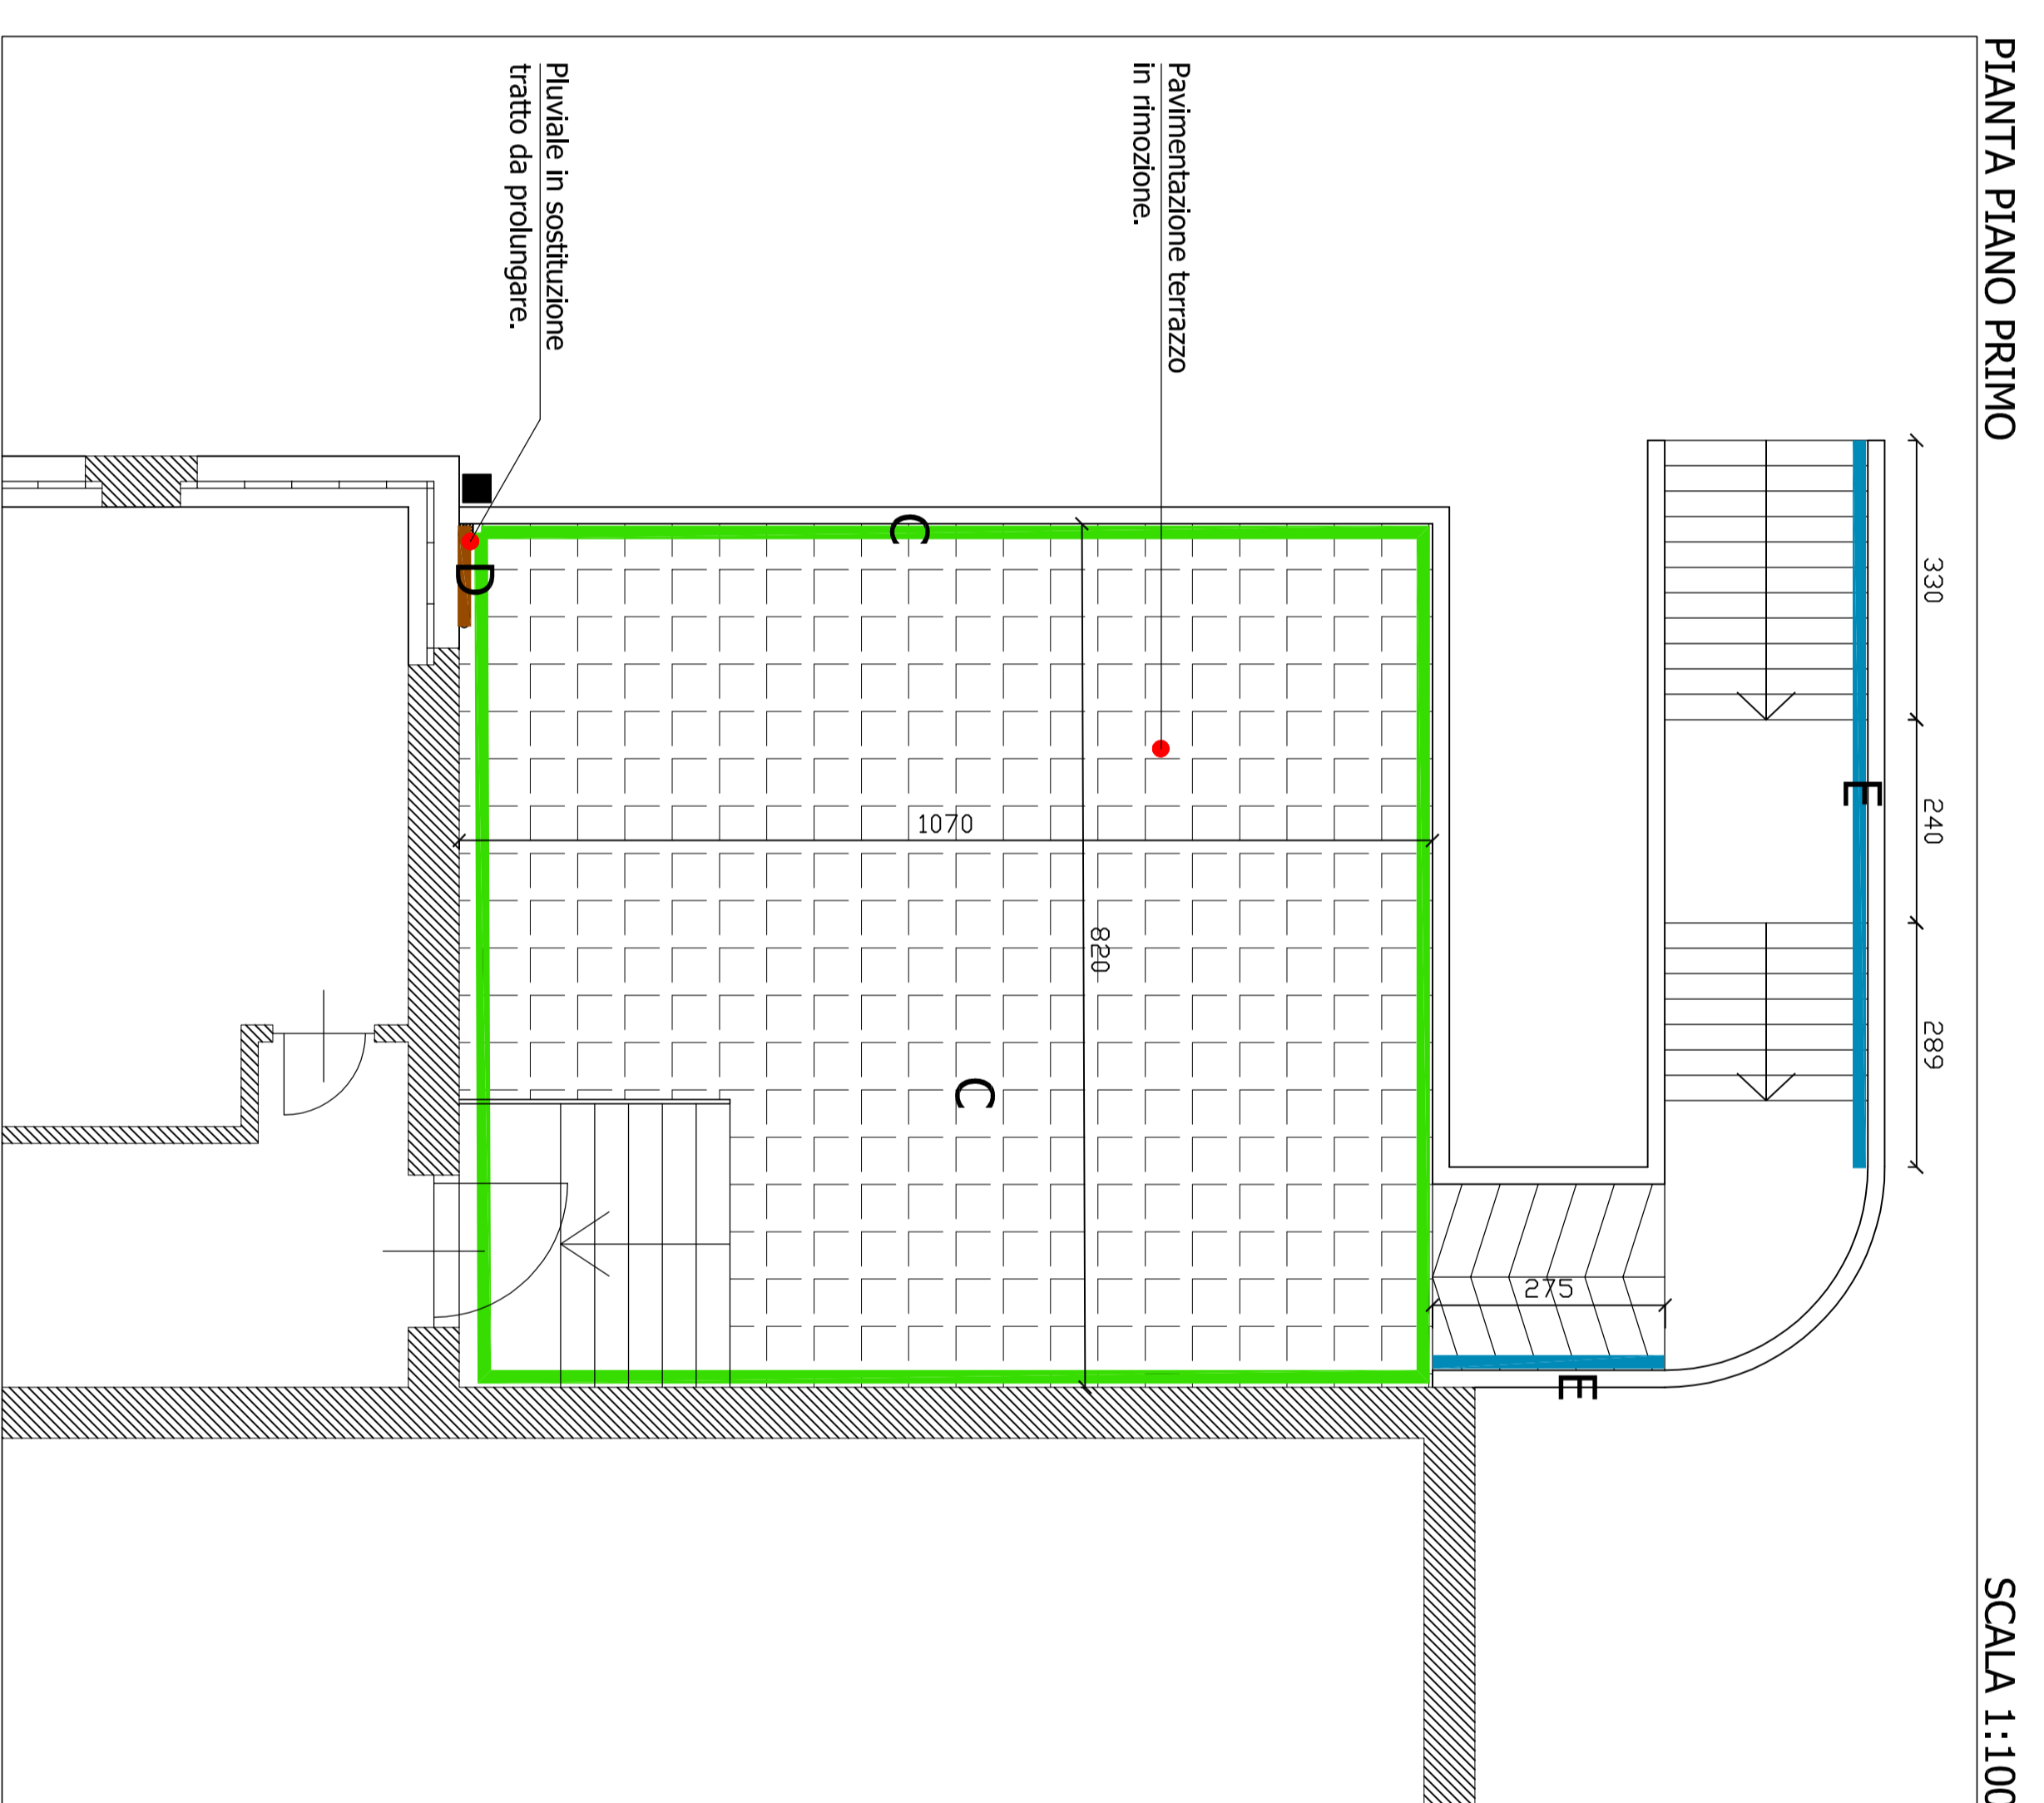 PIANTA PIANO PRIMO
SCALA 1:100
330
240
289
E
Pavimentazione terrazzo
in rimozione.
Pluviale in sostituzione
tratto da prolungare.
C
D
1070
820
C
275
E